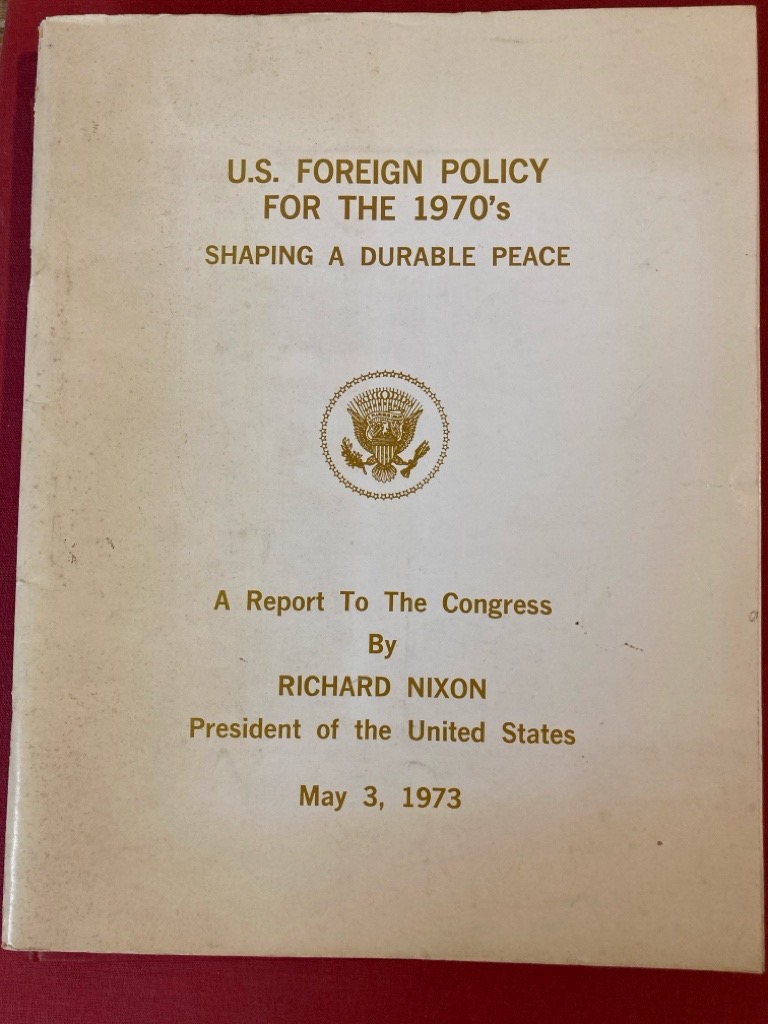 U.S. FOREIGN POLICY
FOR THE 1970's
SHAPING A DURABLE PEACE
A Report To The Congress
By
RICHARD NIXON
President of the United States
May 3, 1973